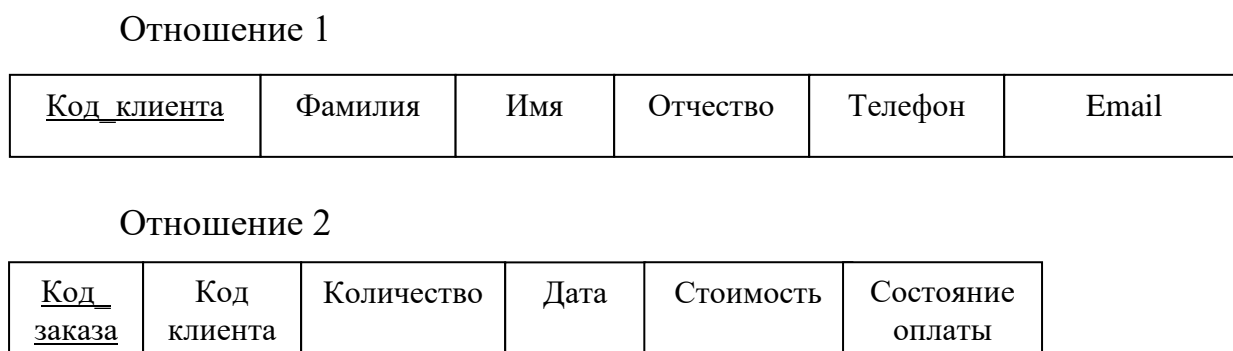 Отношение 1
Код_клиента Фамилия Имя Отчество Телефон Email
Отношение 2
Код_ Код Количество Дата Стоимость Состояние
заказа клиента оплаты